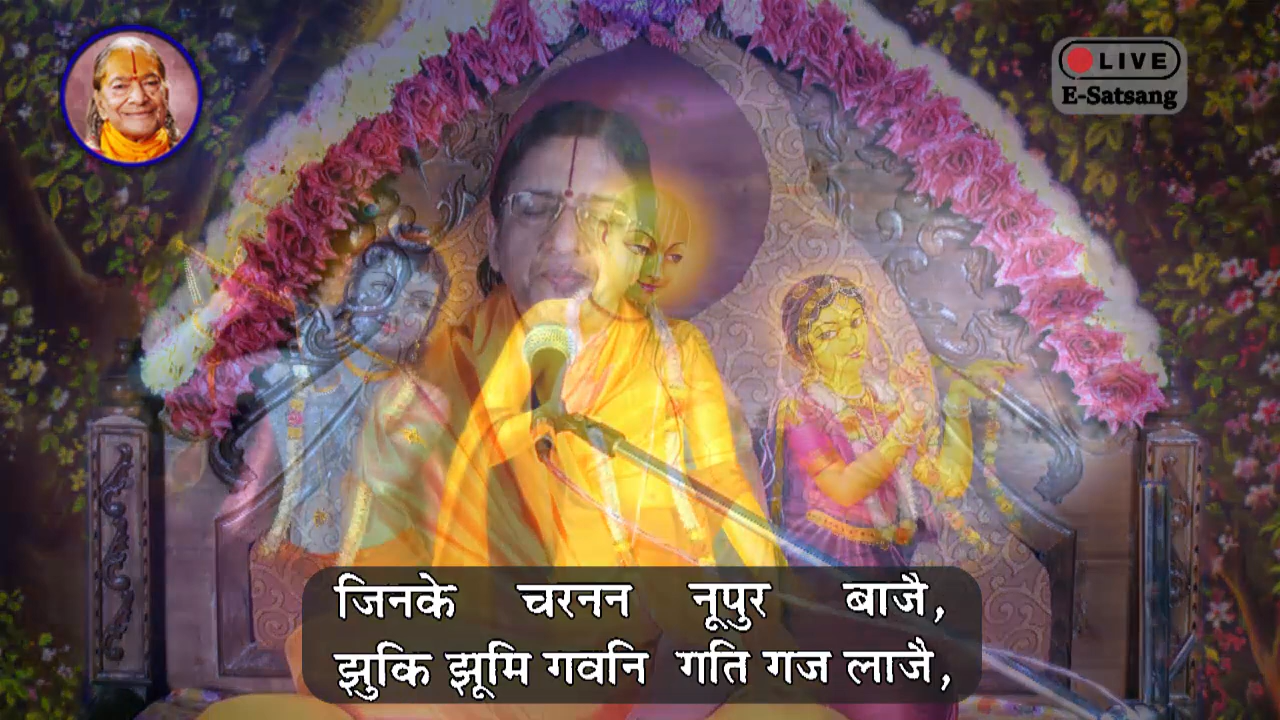 LIVE
E-Satsang
जिनके चरनन नूपुर बाजै,
झुकि झूमि गवनि गति गज लाजै,